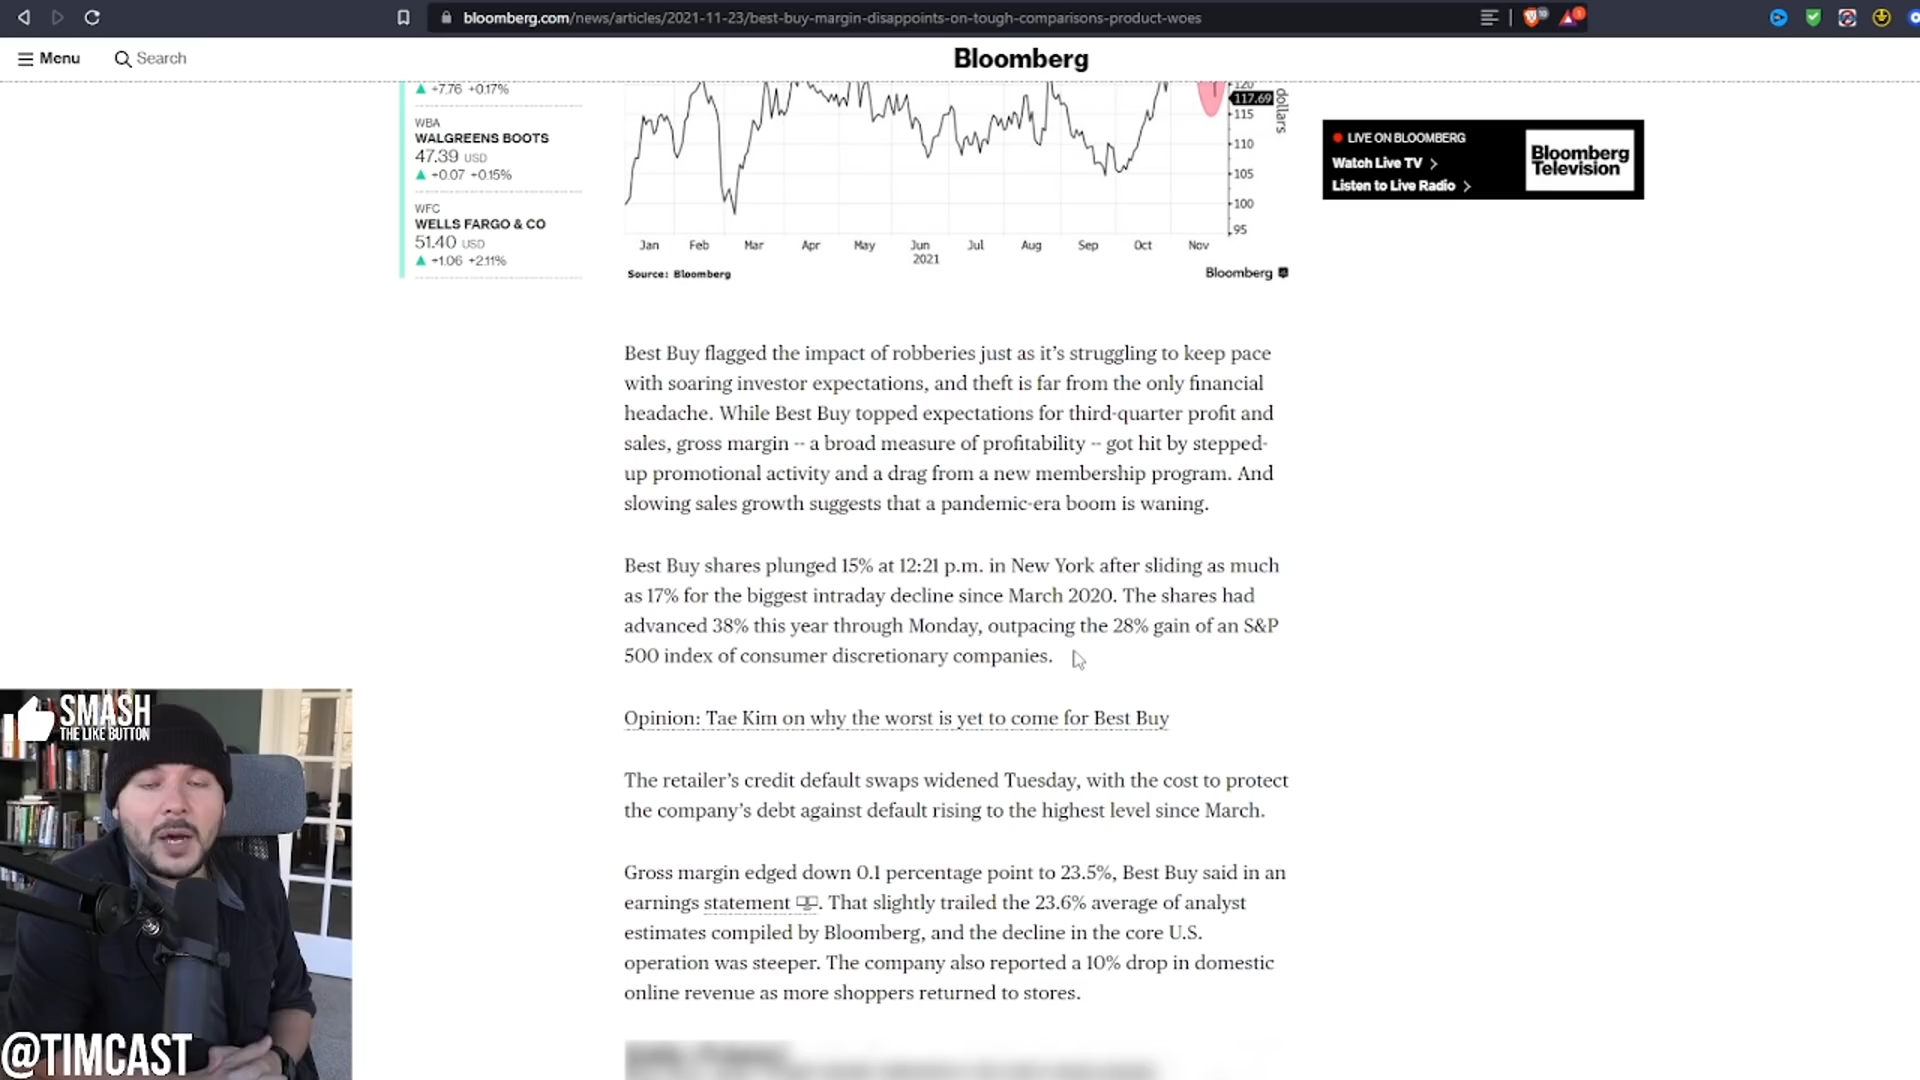 bloomberg.com/news/articles/2021-11-23/best-buy-margin-disappoints-on-tough-comparisons-product-woes
Menu
Search
Bloomberg
+7.76 +0.17%
WBA
WALGREENS BOOTS
47.39 USD
+0.07 +0.15%
WFC
WELLS FARGO & CO
51.40 USD
+1.06 +2.11%
120
117.69
115
110
105
100
95
dollars
Jan Feb Mar Apr May Jun Jul Aug Sep Oct Nov
2021
Source: Bloomberg
Bloomberg
LIVE ON BLOOMBERG
Watch Live TV >
Listen to Live Radio >
Bloomberg
Television
Best Buy flagged the impact of robberies just as it's struggling to keep pace
with soaring investor expectations, and theft is far from the only financial
headache. While Best Buy topped expectations for third-quarter profit and
sales, gross margin -- a broad measure of profitability -- got hit by stepped-
up promotional activity and a drag from a new membership program. And
slowing sales growth suggests that a pandemic-era boom is waning.
Best Buy shares plunged 15% at 12:21 p.m. in New York after sliding as much
as 17% for the biggest intraday decline since March 2020. The shares had
advanced 38% this year through Monday, outpacing the 28% gain of an S&P
500 index of consumer discretionary companies.
Opinion: Tae Kim on why the worst is yet to come for Best Buy
The retailer's credit default swaps widened Tuesday, with the cost to protect
the company's debt against default rising to the highest level since March.
Gross margin edged down 0.1 percentage point to 23.5%, Best Buy said in an
earnings statement. That slightly trailed the 23.6% average of analyst
estimates compiled by Bloomberg, and the decline in the core U.S.
operation was steeper. The company also reported a 10% drop in domestic
online revenue as more shoppers returned to stores.
SMASH
THE LIKE BUTTON
@TIMCAST